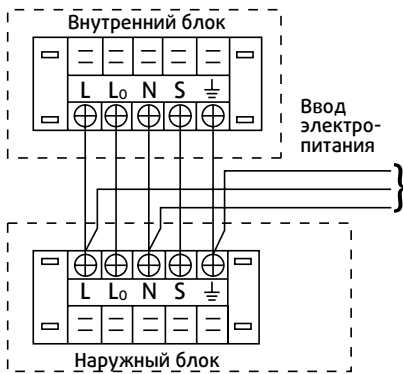 Внутренний блок
L L₀ N S
Ввод
электро-
питания
L L₀ N S
Наружный блок